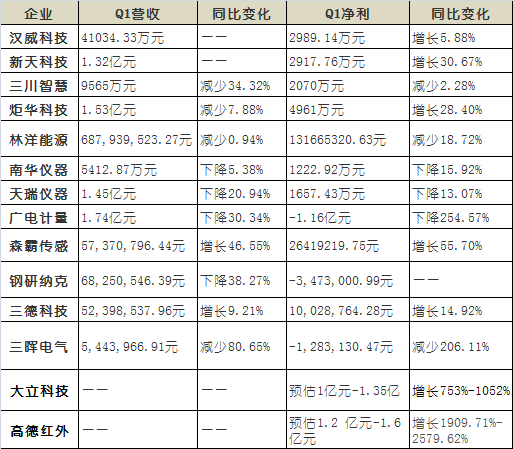 企业 Q1营收 同比变化 Q1净利 同比变化
汉威科技 41034.33万元 —— 2989.14万元 增长5.88%
新天科技 1.32亿元 —— 2917.76万元 增长30.67%
三川智慧 9565万元 减少34.32% 2070万元 减少2.28%
炬华科技 1.53亿元 减少7.88% 4961万元 增长28.40%
林洋能源 687,939,523.27元 减少0.94% 131665320.63元 减少18.72%
南华仪器 5412.87万元 下降5.38% 1222.92万元 下降15.92%
天瑞仪器 1.45亿元 下降20.94% 1657.43万元 下降13.07%
广电计量 1.74亿元 下降30.34% -1.16亿元 下降254.57%
森霸传感 57,370,796.44元 增长46.55% 26419219.75元 增长55.70%
钢研纳克 68,250,546.39元 下降38.27% -3,473,000.99元 ——
三德科技 52,398,537.96元 增长9.21% 10,028,764.28元 增长14.92%
三晖电气 5,443,966.91元 减少80.65% -1,283,130.47元 减少206.11%
大立科技 —— —— 预估1亿元-1.35亿 增长753%-1052%
高德红外 —— —— 预估1.2 亿元-1.6 增长1909.71%-
亿元 2579.62%